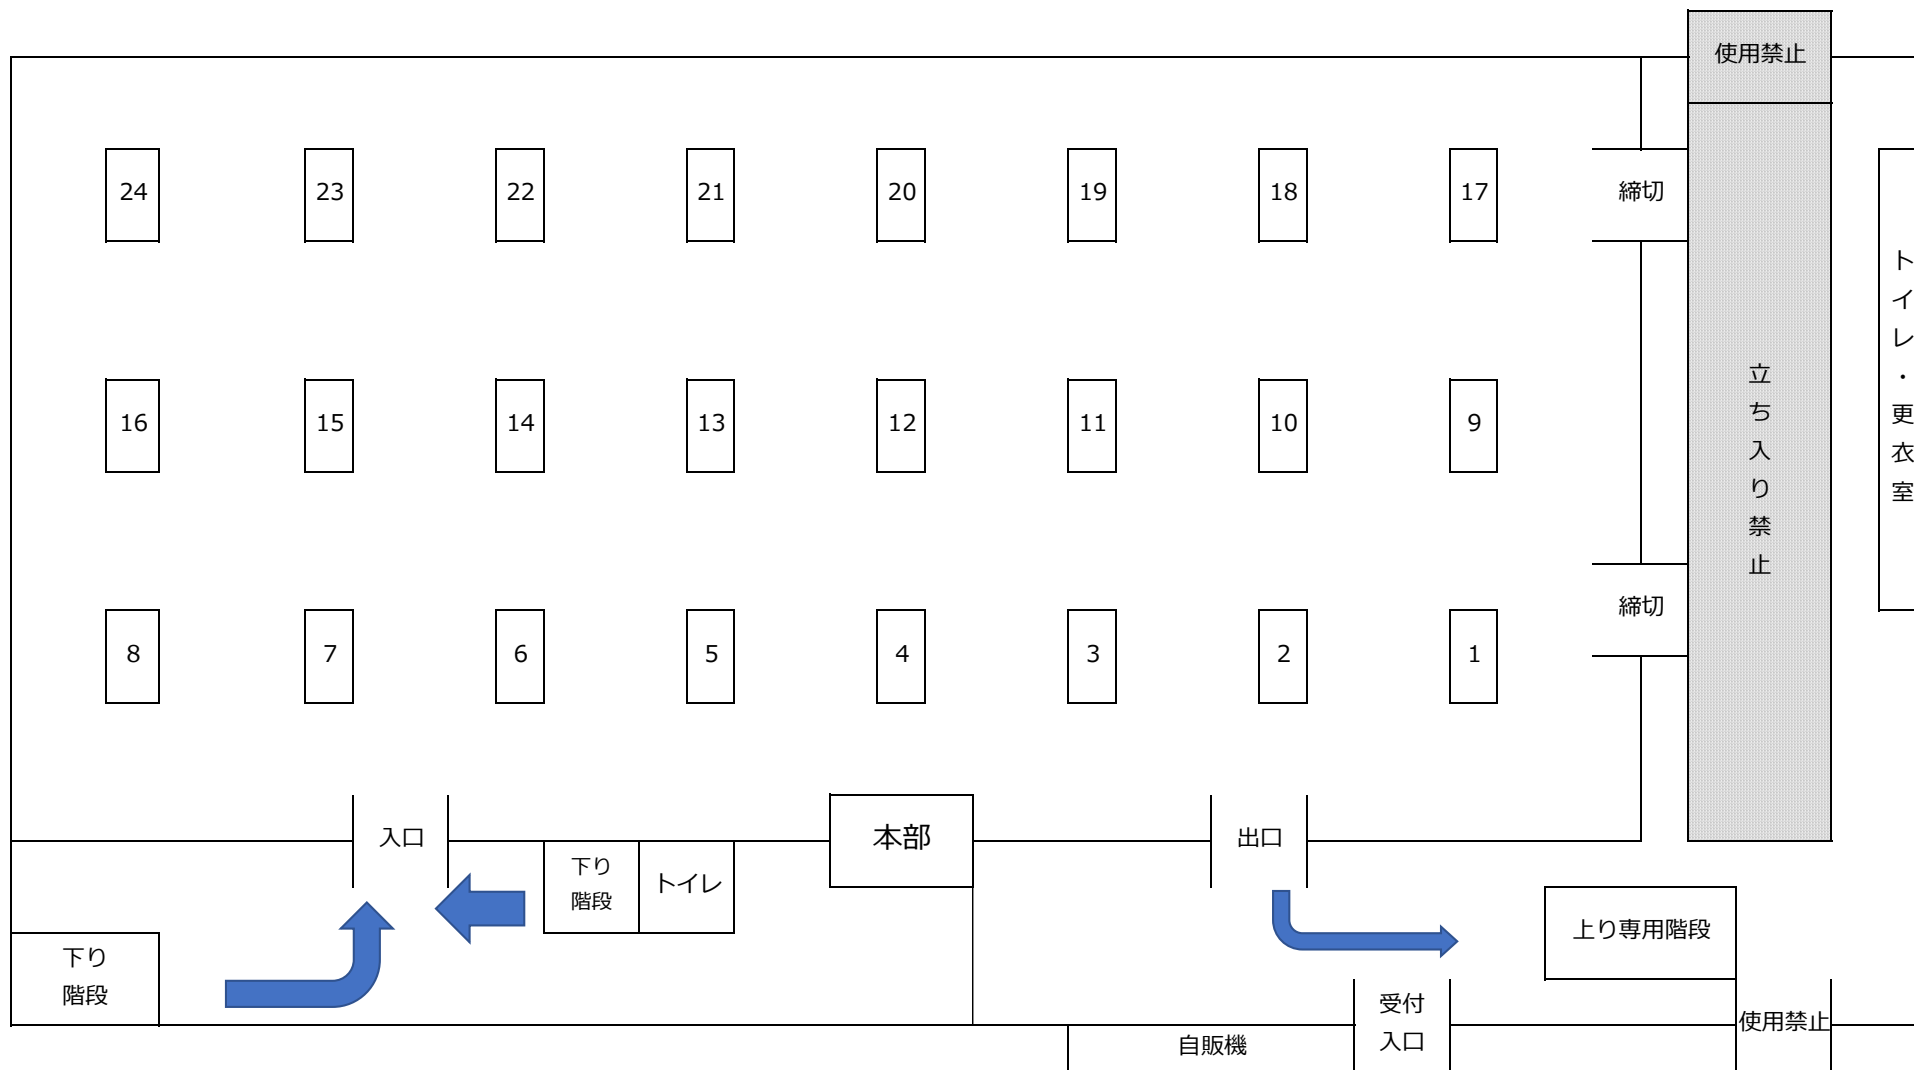 使用禁止
24
23
22
21
20
19
18
17
締切
トイレ・更衣室
立ち入り禁止
16
15
14
13
12
11
10
9
締切
8
7
6
5
4
3
2
1
入口
下り
階段
トイレ
本部
出口
上り専用階段
下り
階段
受付
入口
使用禁止
自販機